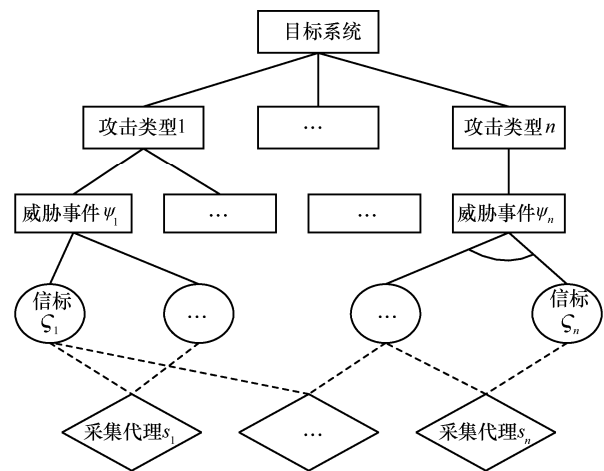 目标系统
攻击类型1
…
攻击类型n
威胁事件ψ₁
…
…
威胁事件ψₙ
信标
ς₁
…
…
信标
ςₙ
采集代理s₁
…
采集代理sₙ